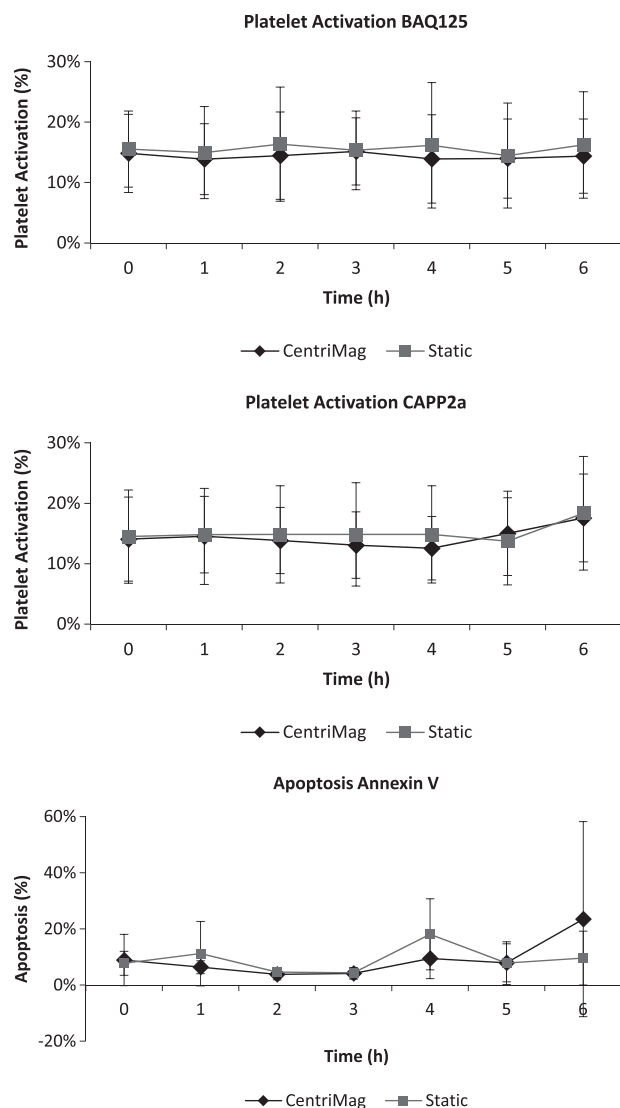 Platelet Activation BAQ125
30%
20%
10%
0%
Platelet Activation (%)
0 1 2 3 4 5 6
Time (h)
CentriMag Static
Platelet Activation CAPP2a
30%
20%
10%
0%
Platelet Activation (%)
0 1 2 3 4 5 6
Time (h)
CentriMag Static
Apoptosis Annexin V
60%
40%
20%
0%
-20%
Apoptosis (%)
0 1 2 3 4 5 6
Time (h)
CentriMag Static